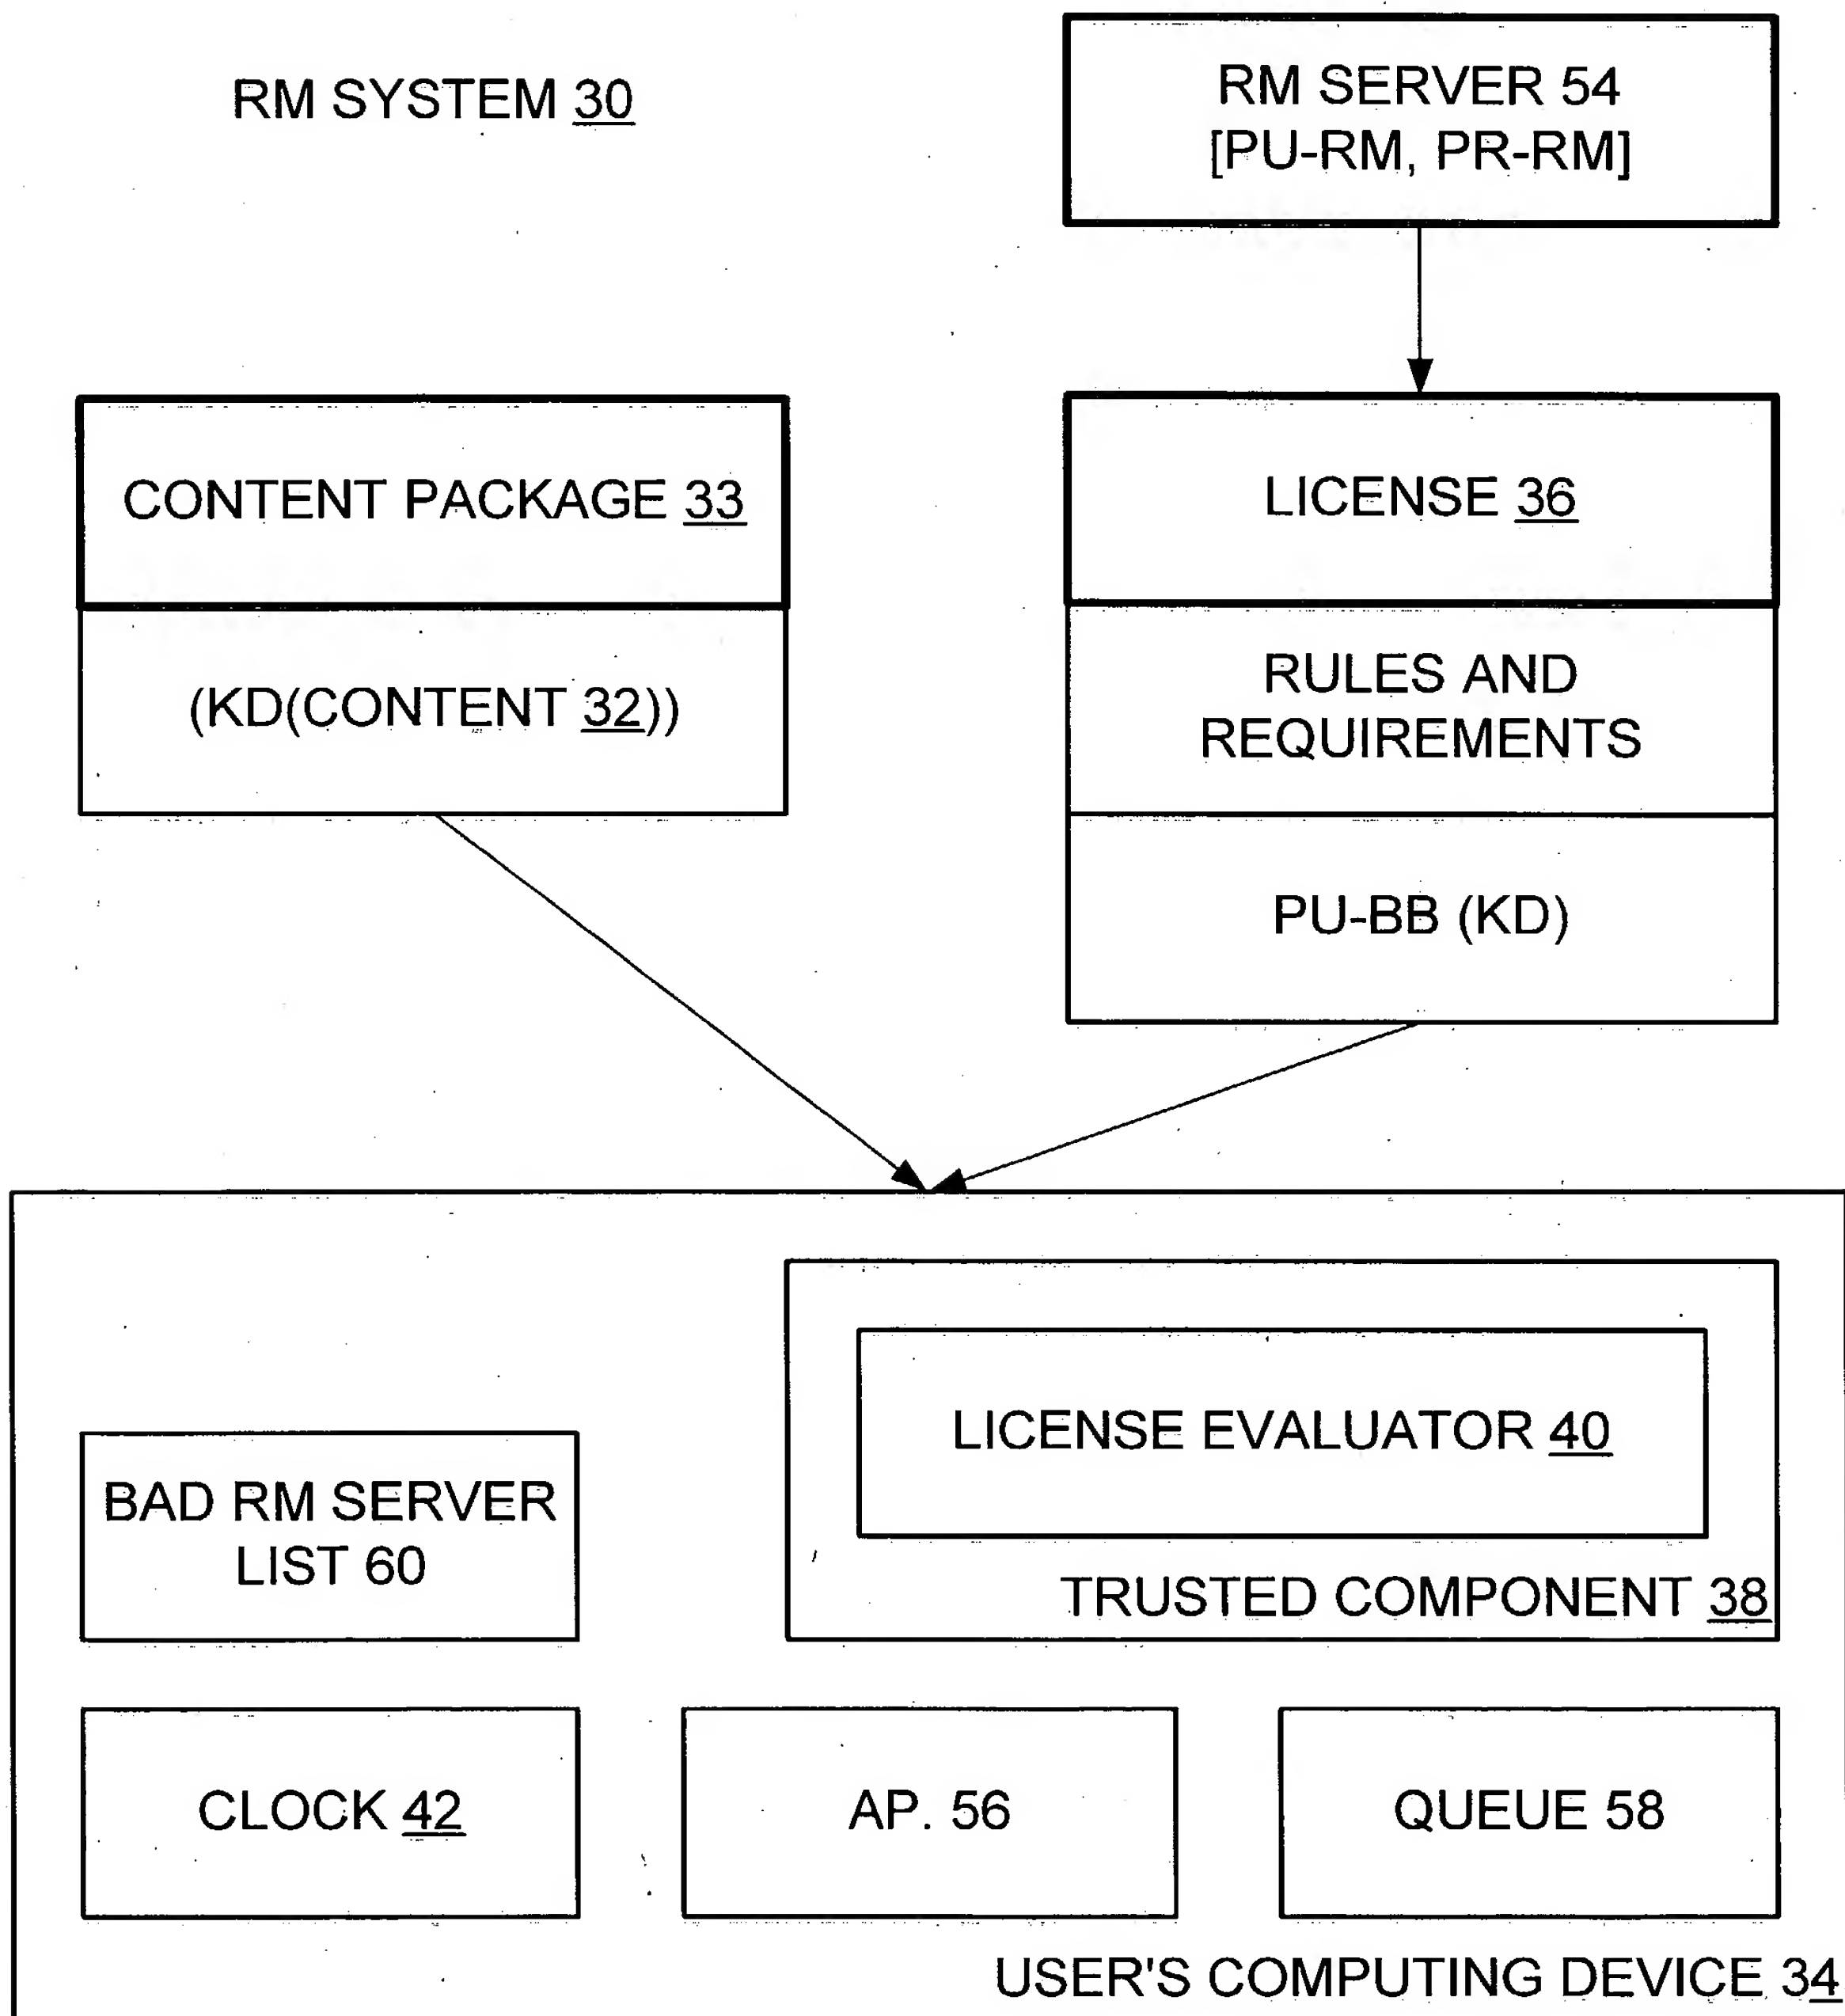 RM SYSTEM 30
RM SERVER 54
[PU-RM, PR-RM]
CONTENT PACKAGE 33
(KD(CONTENT 32))
LICENSE 36
RULES AND
REQUIREMENTS
PU-BB (KD)
LICENSE EVALUATOR 40
TRUSTED COMPONENT 38
BAD RM SERVER
LIST 60
CLOCK 42
AP. 56
QUEUE 58
USER'S COMPUTING DEVICE 34